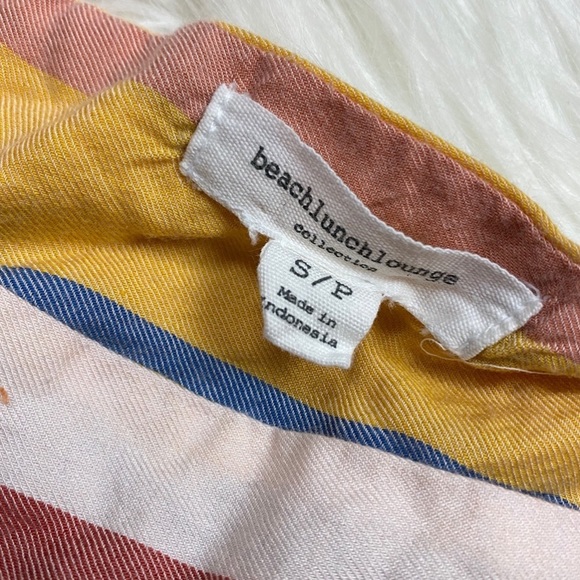 beachlunchlounge
collection
S/P
Made in
Indonesia